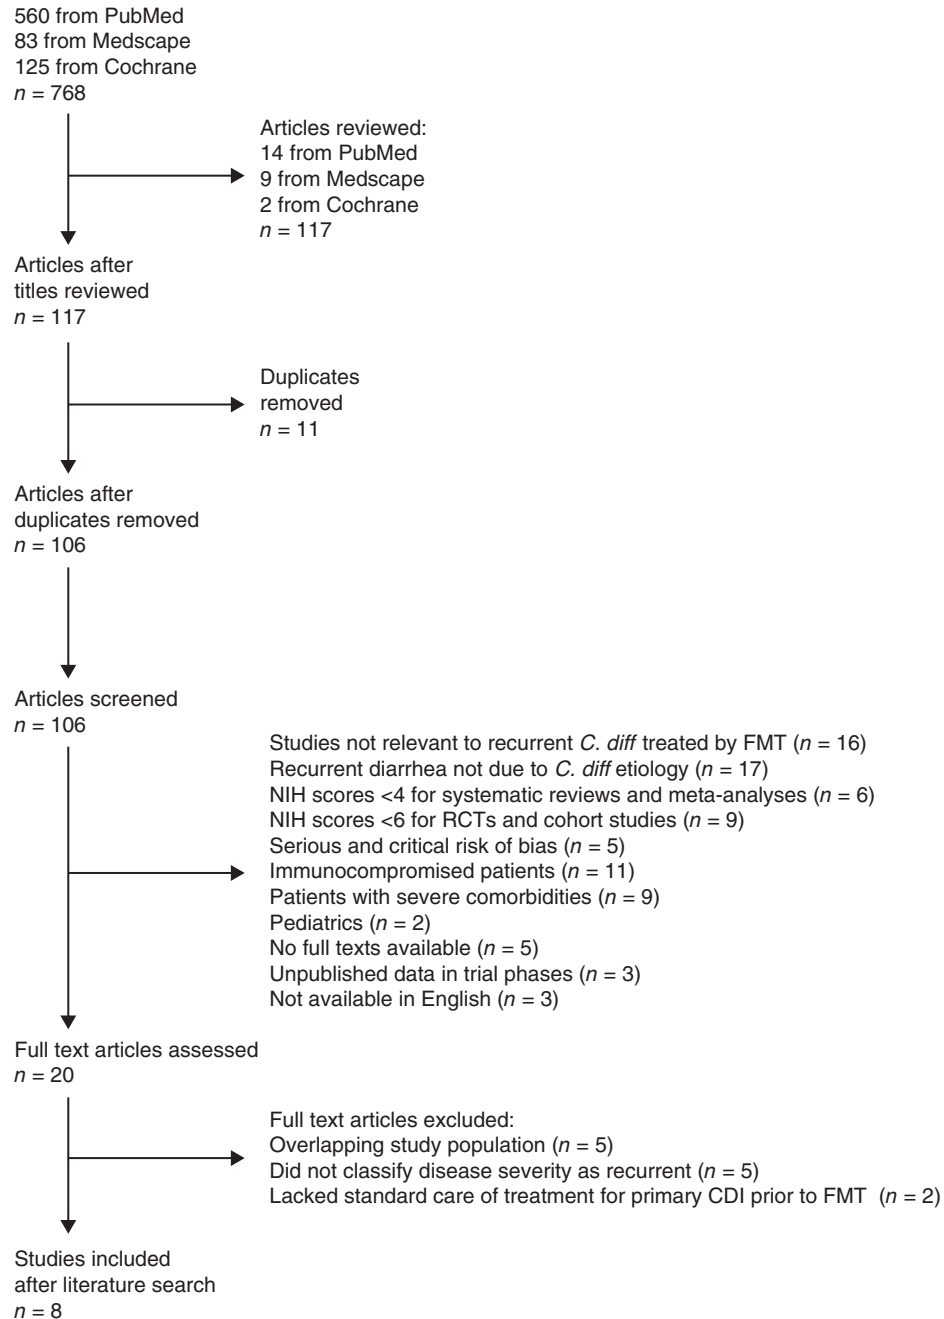 560 from PubMed
83 from Medscape
125 from Cochrane
n = 768
Articles reviewed:
14 from PubMed
9 from Medscape
2 from Cochrane
n = 117
Articles after
titles reviewed
n = 117
Duplicates
removed
n = 11
Articles after
duplicates removed
n = 106
Articles screened
n = 106
Studies not relevant to recurrent C. diff treated by FMT (n = 16)
Recurrent diarrhea not due to C. diff etiology (n = 17)
NIH scores <4 for systematic reviews and meta-analyses (n = 6)
NIH scores <6 for RCTs and cohort studies (n = 9)
Serious and critical risk of bias (n = 5)
Immunocompromised patients (n = 11)
Patients with severe comorbidities (n = 9)
Pediatrics (n = 2)
No full texts available (n = 5)
Unpublished data in trial phases (n = 3)
Not available in English (n = 3)
Full text articles assessed
n = 20
Full text articles excluded:
Overlapping study population (n = 5)
Did not classify disease severity as recurrent (n = 5)
Lacked standard care of treatment for primary CDI prior to FMT (n = 2)
Studies included
after literature search
n = 8